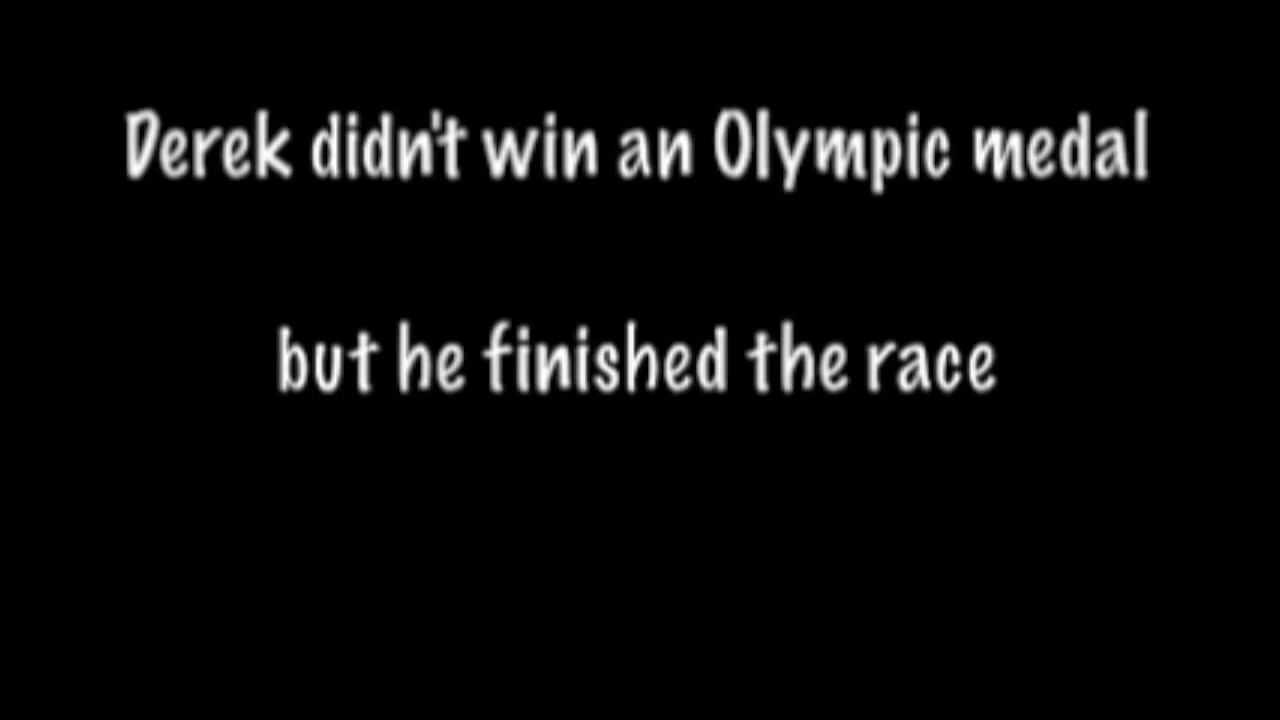 Derek didn't win an Olympic medal
but he finished the race